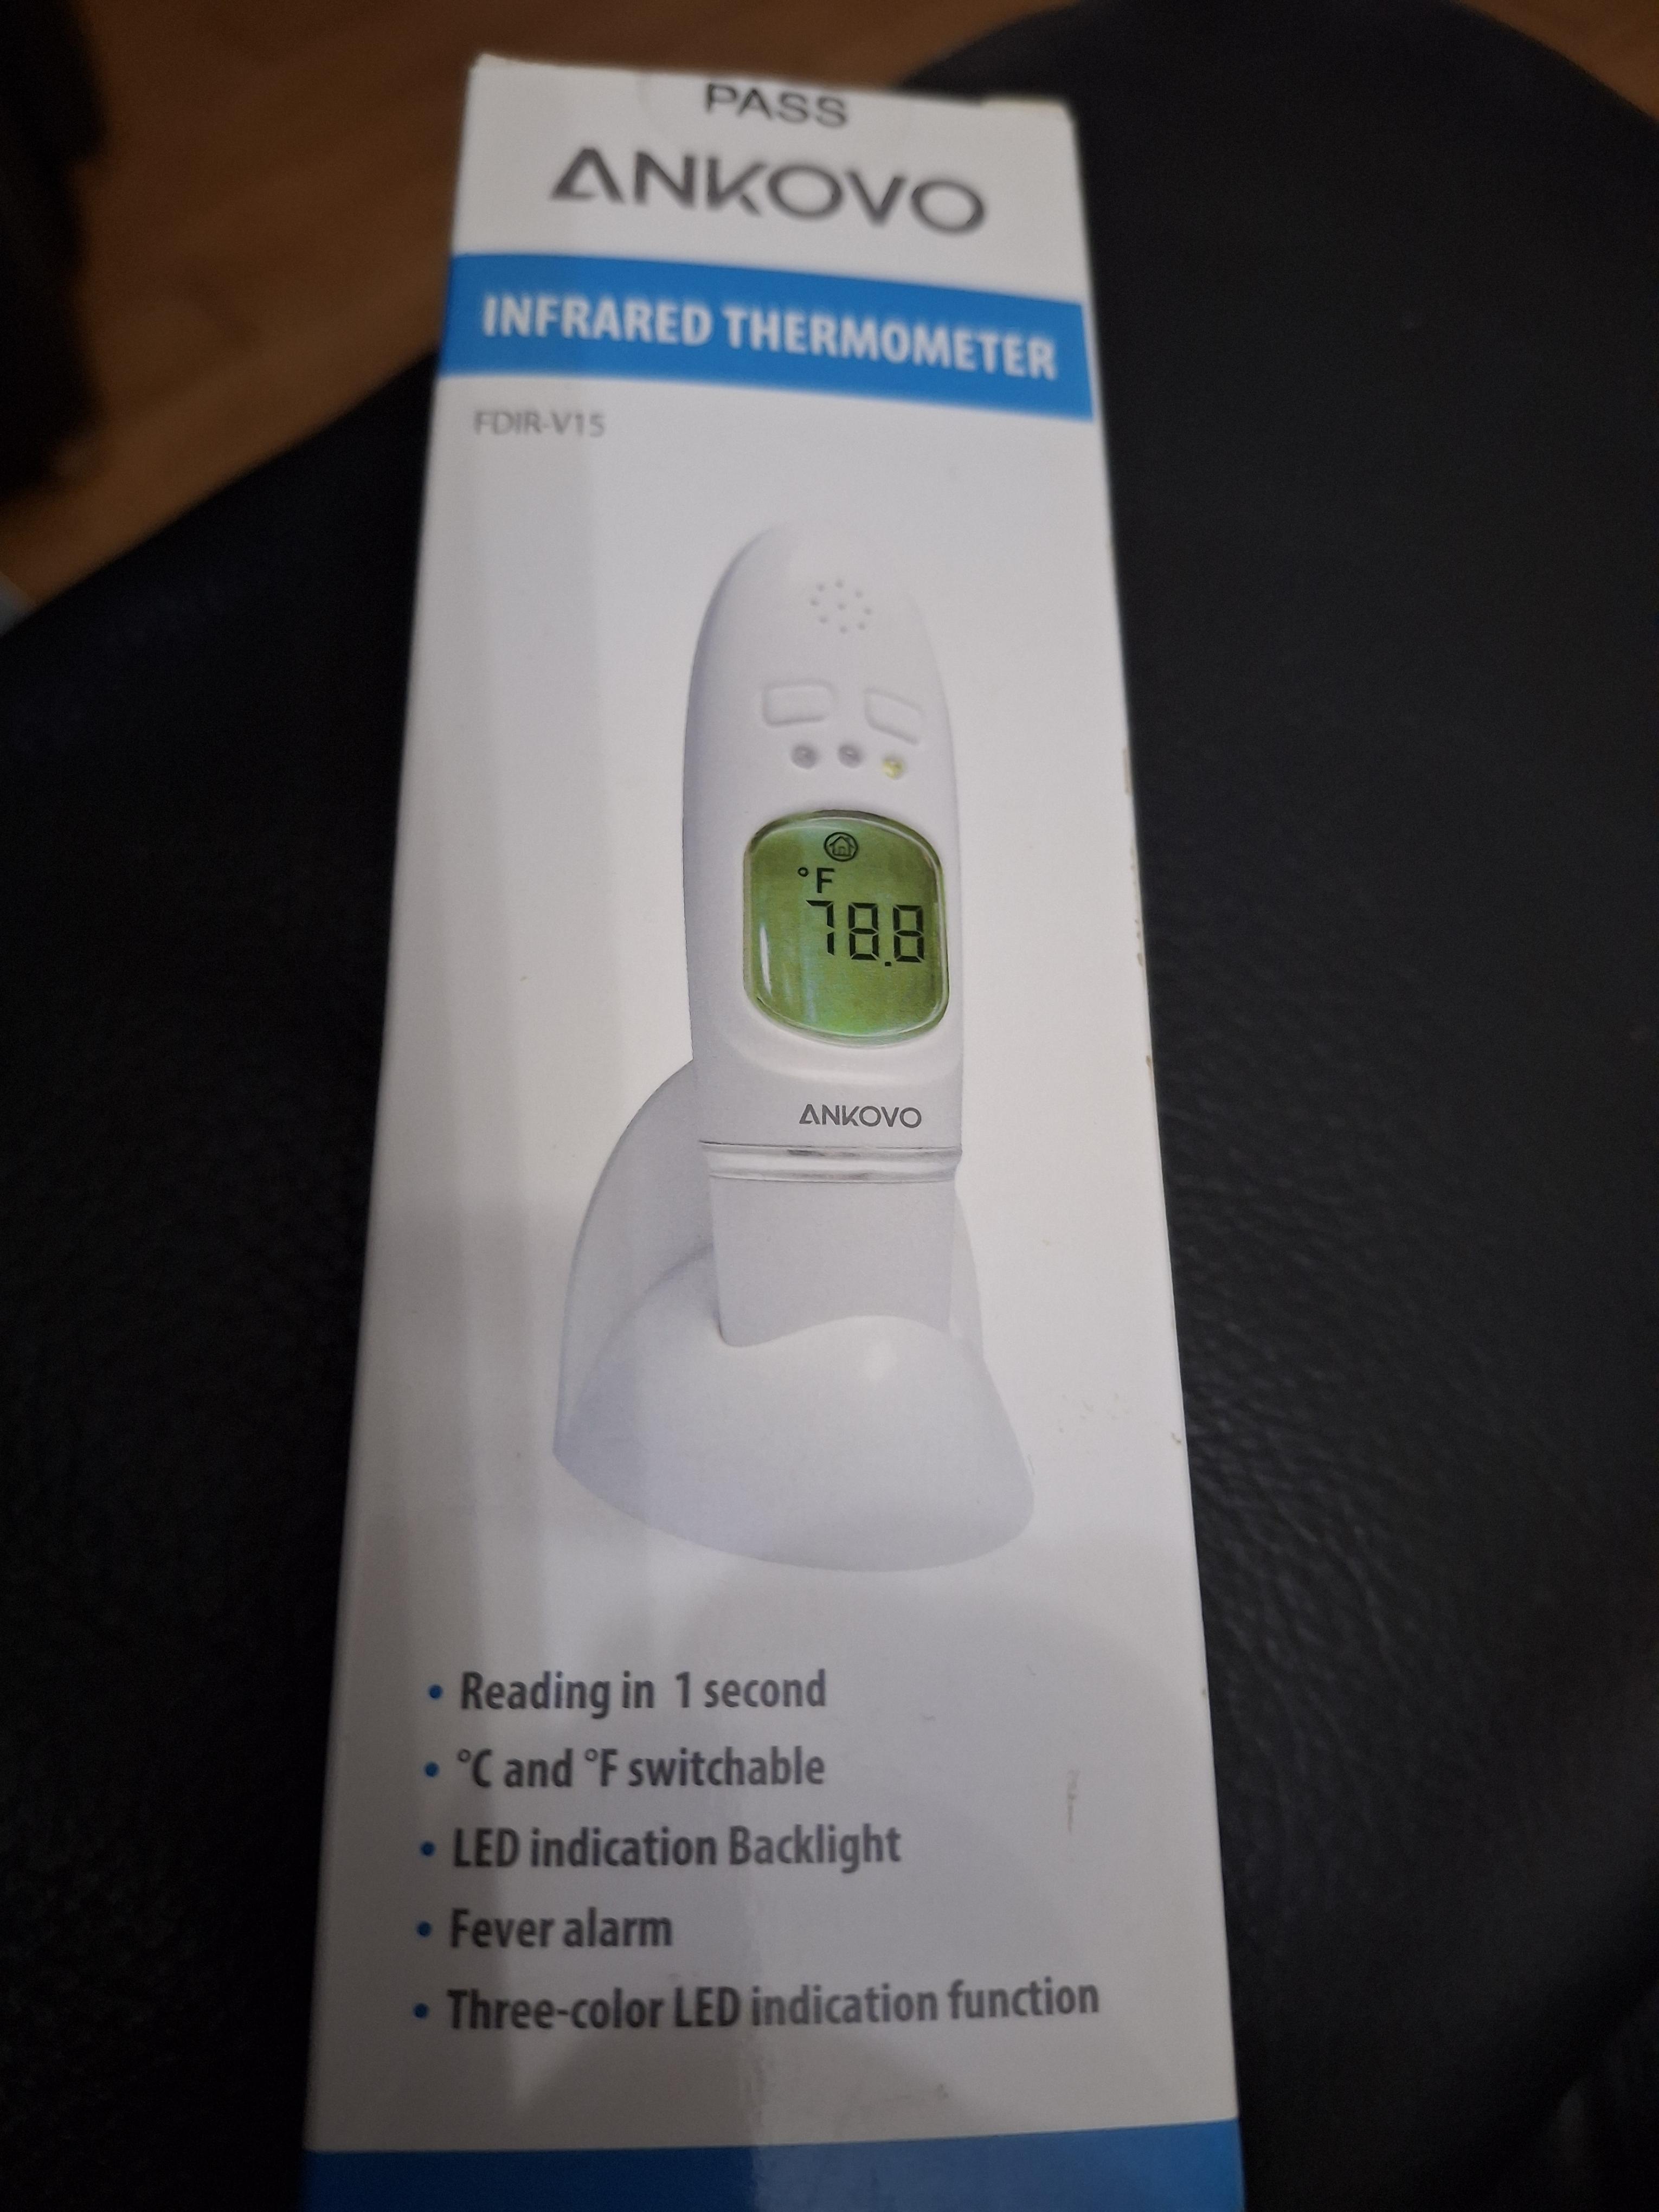 PASS
ANKOVO
INFRARED THERMOMETER
FDIR-V15
°F
78.8
ANKOVO
• Reading in 1 second
• °C and °F switchable
• LED indication Backlight
• Fever alarm
• Three-color LED indication function